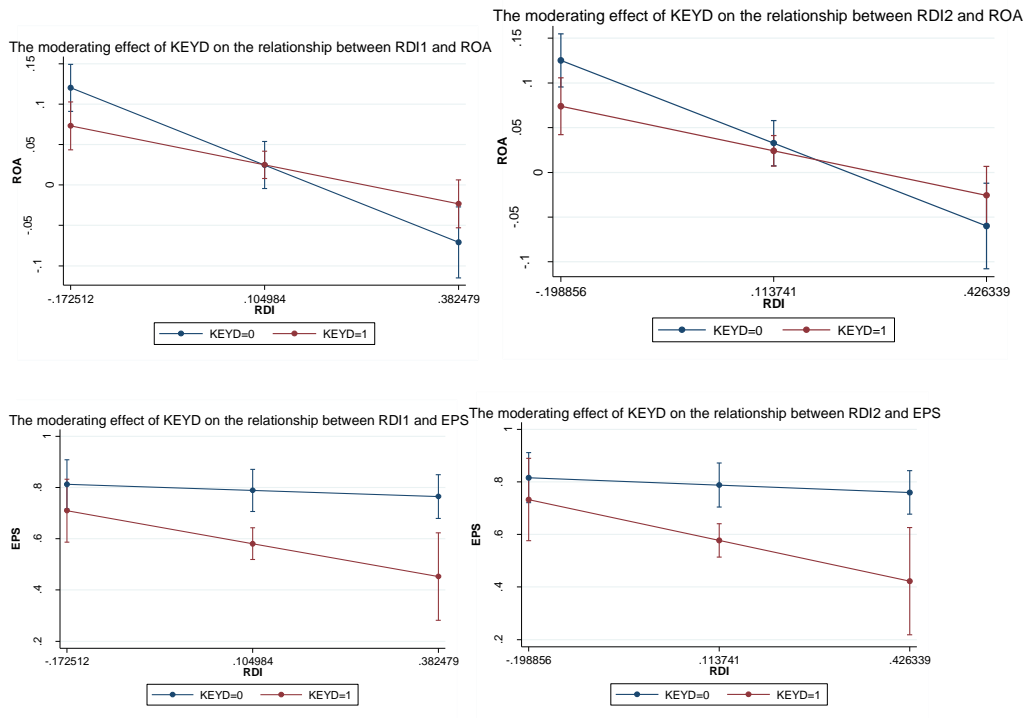 The moderating effect of KEYD on the relationship between RDI1 and ROA
.15
.1
.05
0
-.05
-.1
ROA
-.172512
.104984
.382479
RDI
KEYD=0
KEYD=1
The moderating effect of KEYD on the relationship between RDI2 and ROA
.15
.1
.05
0
-.05
-.1
ROA
-.198856
.113741
.426339
RDI
KEYD=0
KEYD=1
The moderating effect of KEYD on the relationship between RDI1 and EPS
1
.8
.6
.4
.2
EPS
-.172512
.104984
.382479
RDI
KEYD=0
KEYD=1
The moderating effect of KEYD on the relationship between RDI2 and EPS
1
.8
.6
.4
.2
EPS
-.198856
.113741
.426339
RDI
KEYD=0
KEYD=1